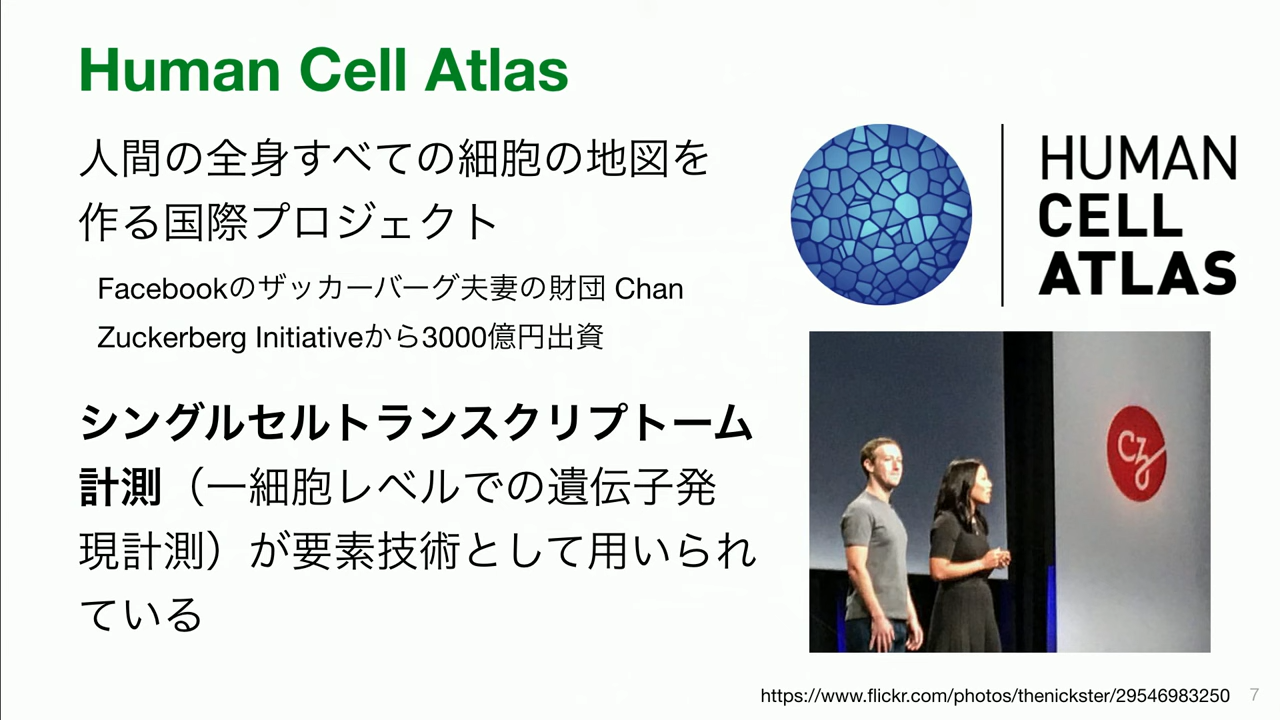 Human Cell Atlas
人間の全身すべての細胞の地図を
作る国際プロジェクト
Facebookのザッカーバーグ夫妻の財団 Chan
Zuckerberg Initiativeから3000億円出資
シングルセルトランスクリプトーム
計測（一細胞レベルでの遺伝子発
現計測）が要素技術として用いられ
ている
HUMAN
CELL
ATLAS
CZ
https://www.flickr.com/photos/thenickster/29546983250
7